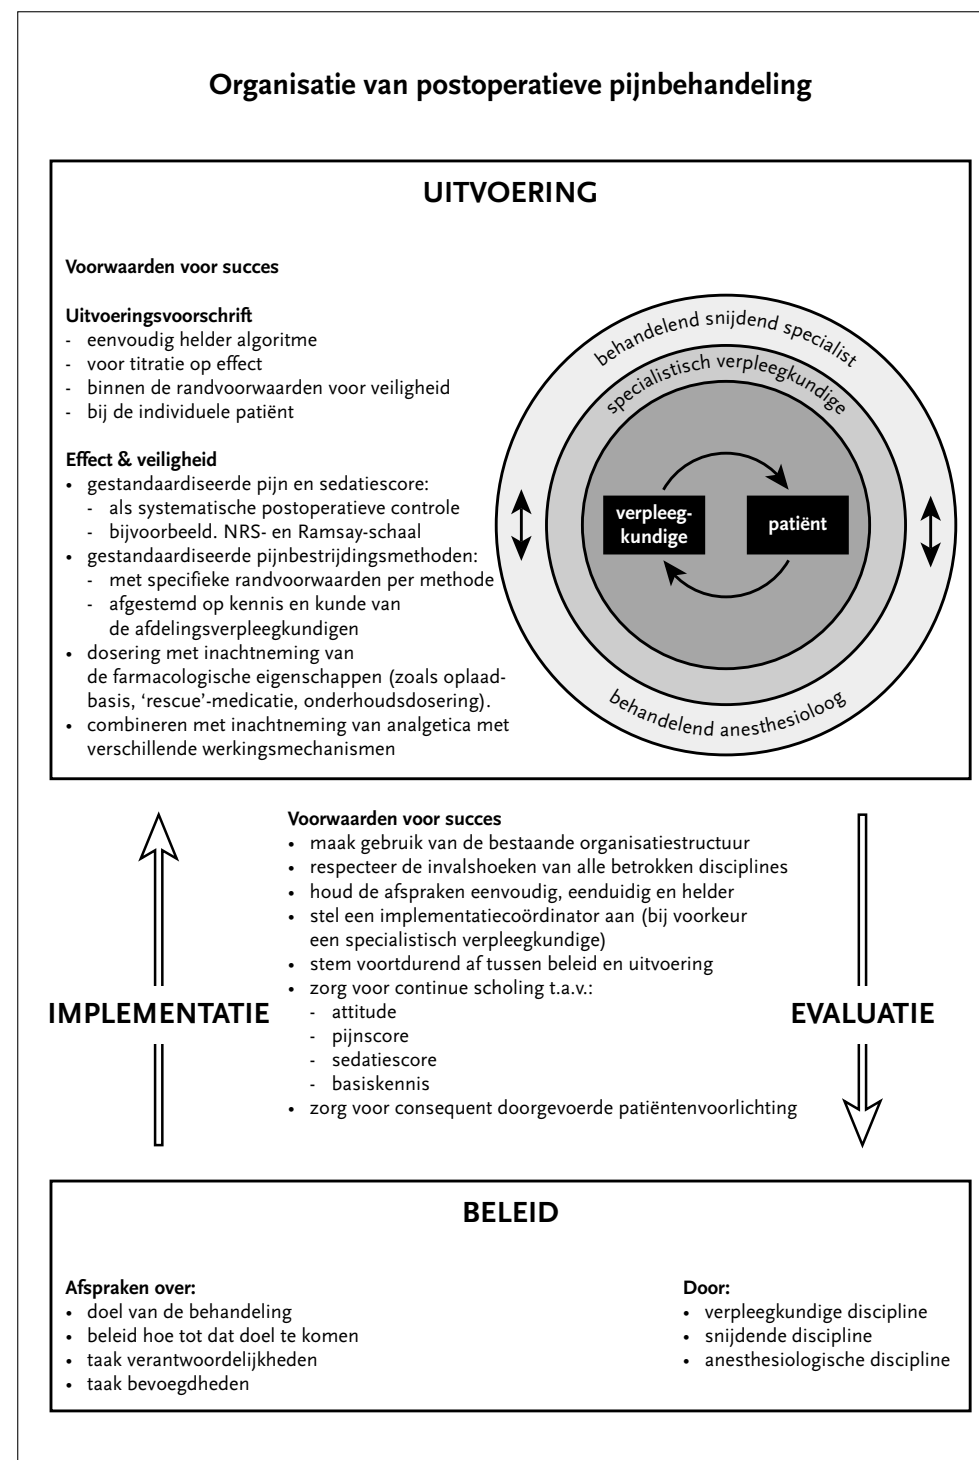 Organisatie van postoperatieve pijnbehandeling
UITVOERING
Voorwaarden voor succes
Uitvoeringsvoorschrift
- eenvoudig helder algoritme
- voor titratie op effect
- binnen de randvoorwaarden voor veiligheid
- bij de individuele patiënt
Effect & veiligheid
• gestandaardiseerde pijn en sedatiescore:
- als systematische postoperatieve controle
- bijvoorbeeld. NRS- en Ramsay-schaal
• gestandaardiseerde pijnbestrijdingsmethoden:
- met specifieke randvoorwaarden per methode
- afgestemd op kennis en kunde van
de afdelingsverpleegkundigen
• dosering met inachtneming van
de farmacologische eigenschappen (zoals oplaad-
basis, ‘rescue’-medicatie, onderhoudsdosering).
• combineren met inachtneming van analgetica met
verschillende werkingsmechanismen
behandelend snijdend specialist
specialistisch verpleegkundige
verpleeg-
kundige
patiënt
behandelend anesthesioloog
Voorwaarden voor succes
• maak gebruik van de bestaande organisatiestructuur
• respecteer de invalshoeken van alle betrokken disciplines
• houd de afspraken eenvoudig, eenduidig en helder
• stel een implementatiecoördinator aan (bij voorkeur
een specialistisch verpleegkundige)
• stem voortdurend af tussen beleid en uitvoering
• zorg voor continue scholing t.a.v.:
- attitude
- pijnscore
- sedatiescore
- basiskennis
• zorg voor consequent doorgevoerde patiëntenvoorlichting
IMPLEMENTATIE
EVALUATIE
BELEID
Afspraken over:
• doel van de behandeling
• beleid hoe tot dat doel te komen
• taak verantwoordelijkheden
• taak bevoegdheden
Door:
• verpleegkundige discipline
• snijdende discipline
• anesthesiologische discipline